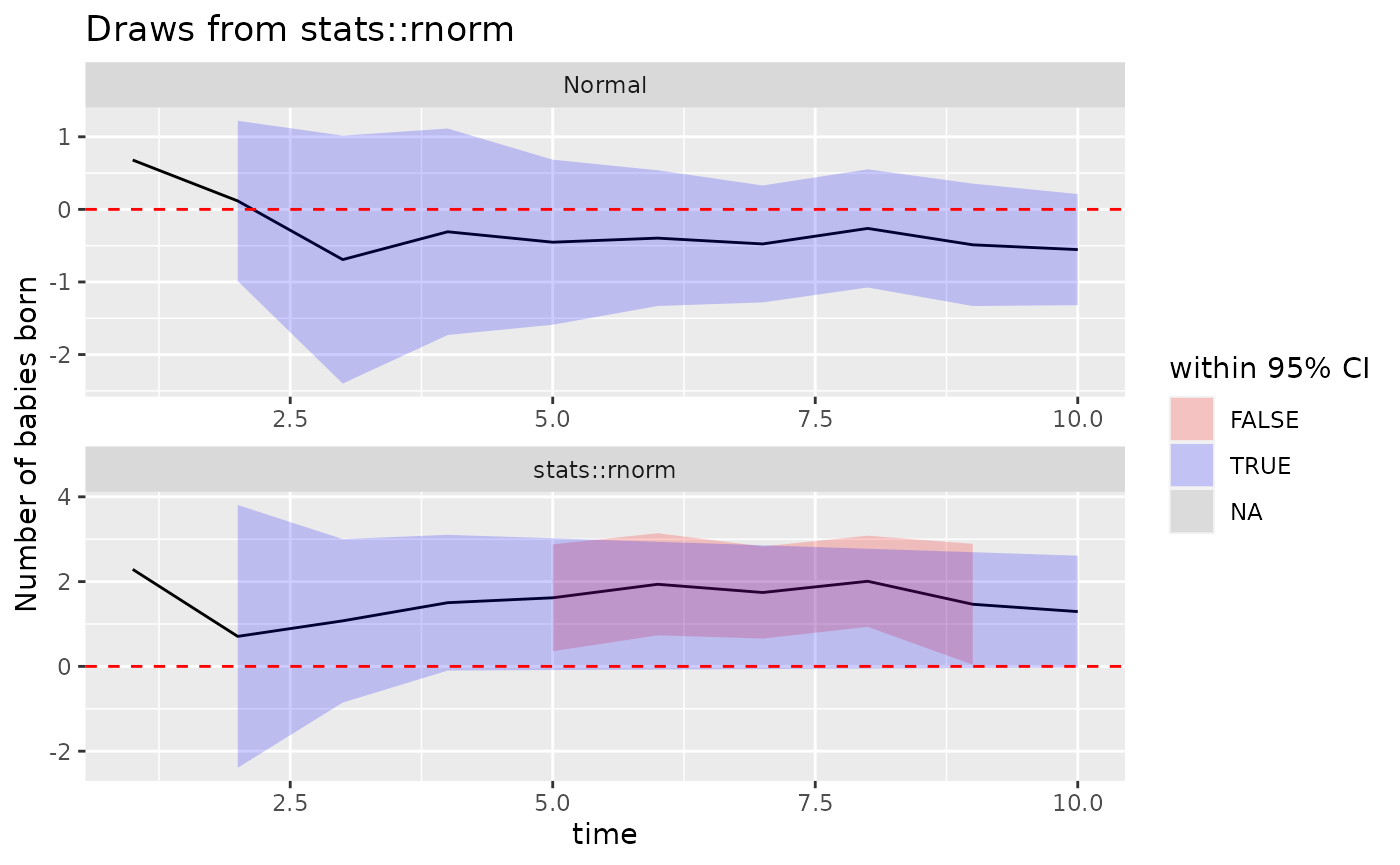 Draws from stats::rnorm
Normal
1
0
-1
-2
2.5 5.0 7.5 10.0
stats::rnorm
4
2
0
-2
2.5 5.0 7.5 10.0
time
Number of babies born
within 95% CI
FALSE
TRUE
NA